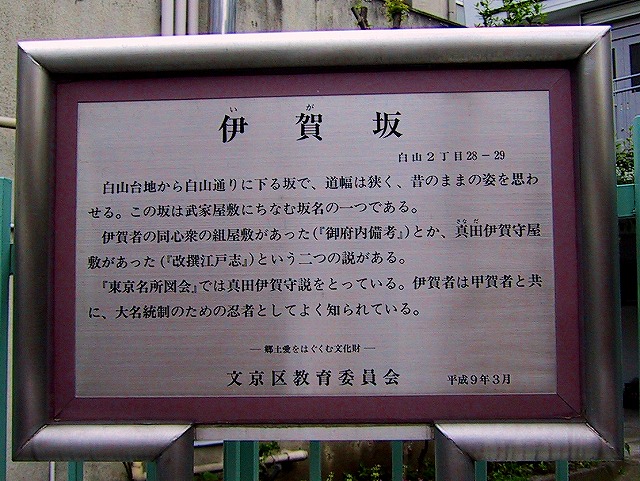 いが
伊賀坂
白山2丁目28-29
白山台地から白山通りに下る坂で、道幅は狭く、昔のままの姿を思わ
せる。この坂は武家屋敷にちなむ坂名の一つである。
さなだ
伊賀者の同心衆の組屋敷があった(『御府内備考』)とか、真田伊賀守屋
敷があった(『改撰江戸志』)という二つの説がある。
『東京名所図会』では真田伊賀守説をとっている。伊賀者は甲賀者と共
に、大名統制のための忍者としてよく知られている。
―郷土愛をはぐくむ文化財―
文京区教育委員会 平成9年3月